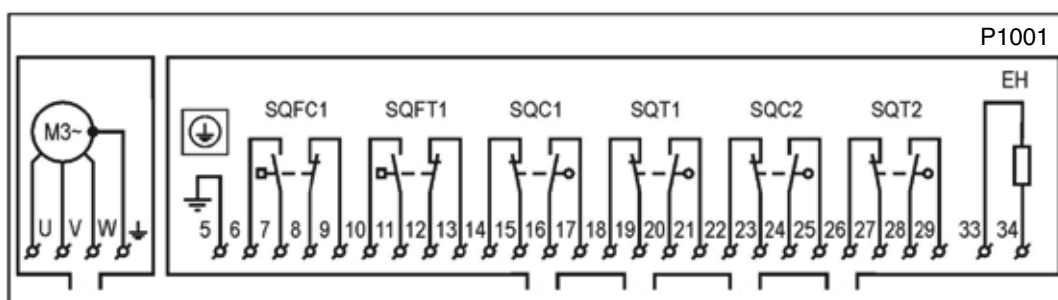 P1001
EH
SQFC1 SQFT1 SQC1 SQT1 SQC2 SQT2
M3~
U V W 5 6 7 8 9 10 11 12 13 14 15 16 17 18 19 20 21 22 23 24 25 26 27 28 29 33 34